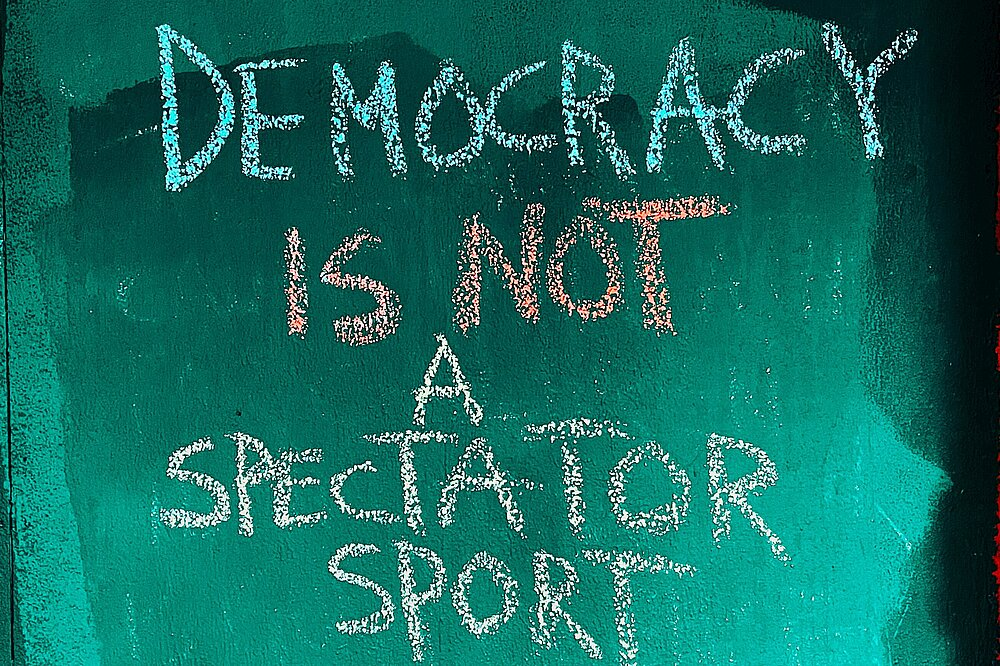 DEMOCRACY
IS NOT
A
SPECTATOR
SPORT